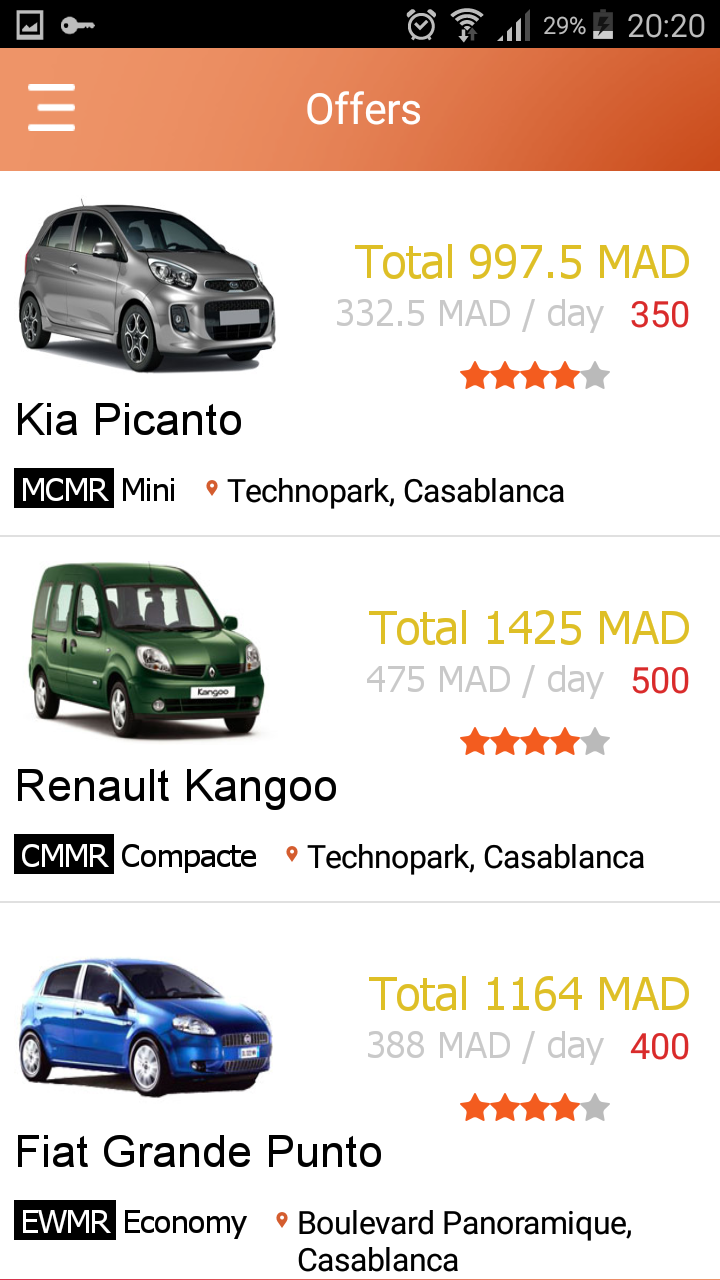 29% 20:20
Offers
Total 997.5 MAD
332.5 MAD / day 350
Kia Picanto
MCMR Mini Technopark, Casablanca
Kangoo
Total 1425 MAD
475 MAD / day 500
Renault Kangoo
CMMR Compacte Technopark, Casablanca
Total 1164 MAD
388 MAD / day 400
Fiat Grande Punto
EWMR Economy Boulevard Panoramique,
Casablanca